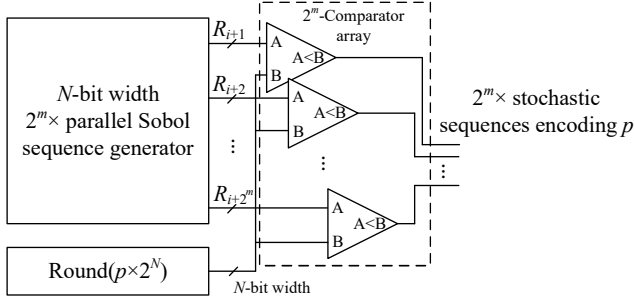 2^m-Comparator
array
N-bit width
2^m× parallel Sobol
sequence generator
R_{i+1}
R_{i+2}
⋮
R_{i+2^m}
A
B
A<B
A
B
A<B
⋮
A
B
A<B
2^m× stochastic
sequences encoding p
⋮
Round(p×2^N)
N-bit width